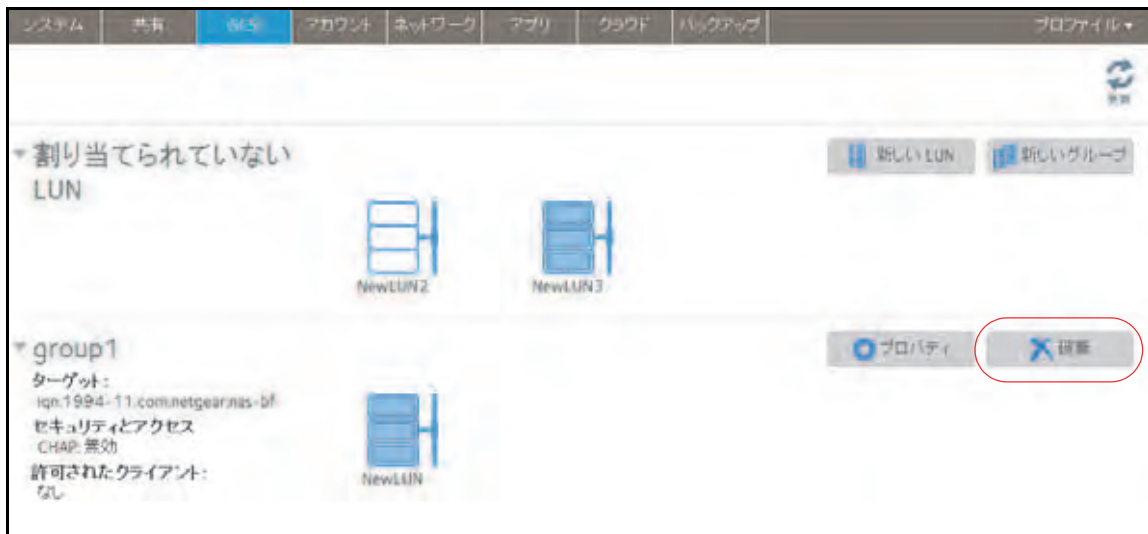 システム 共有 iSCSI アカウント ネットワーク アプリ クラウド バックアップ プロファイル
更新
割り当てられていない
LUN
新しい LUN 新しいグループ
NewLUN2 NewLUN3
group1
プロパティ 破棄
ターゲット:
iqn.1994-11.com.netgear:nas-bf
セキュリティとアクセス
CHAP: 無効
許可されたクライアント:
なし
NewLUN